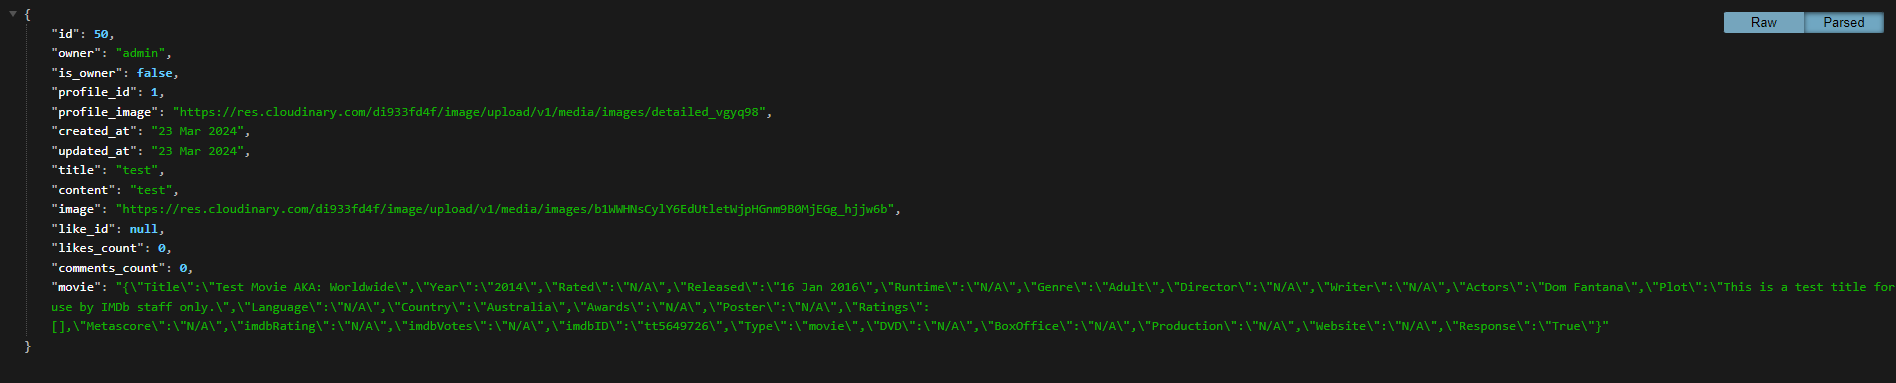 {
Raw Parsed
"id": 50,
"owner": "admin",
"is_owner": false,
"profile_id": 1,
"profile_image": "https://res.cloudinary.com/di933fd4f/image/upload/v1/media/images/detailed_vgyq98",
"created_at": "23 Mar 2024",
"updated_at": "23 Mar 2024",
"title": "test",
"content": "test",
"image": "https://res.cloudinary.com/di933fd4f/image/upload/v1/media/images/b1WWHNsCylY6EdUtletWjpHGnm9B0MjEGg_hjjw6b",
"like_id": null,
"likes_count": 0,
"comments_count": 0,
"movie": "{\"Title\":\"Test Movie AKA: Worldwide\",\"Year\":\"2014\",\"Rated\":\"N/A\",\"Released\":\"16 Jan 2016\",\"Runtime\":\"N/A\",\"Genre\":\"Adult\",\"Director\":\"N/A\",\"Writer\":\"N/A\",\"Actors\":\"Dom Fantana\",\"Plot\":\"This is a test title for
use by IMDb staff only.\",\"Language\":\"N/A\",\"Country\":\"Australia\",\"Awards\":\"N/A\",\"Poster\":\"N/A\",\"Ratings\":
[],\"Metascore\":\"N/A\",\"imdbRating\":\"N/A\",\"imdbVotes\":\"N/A\",\"imdbID\":\"tt5649726\",\"Type\":\"movie\",\"DVD\":\"N/A\",\"BoxOffice\":\"N/A\",\"Production\":\"N/A\",\"Website\":\"N/A\",\"Response\":\"True\"}"
}